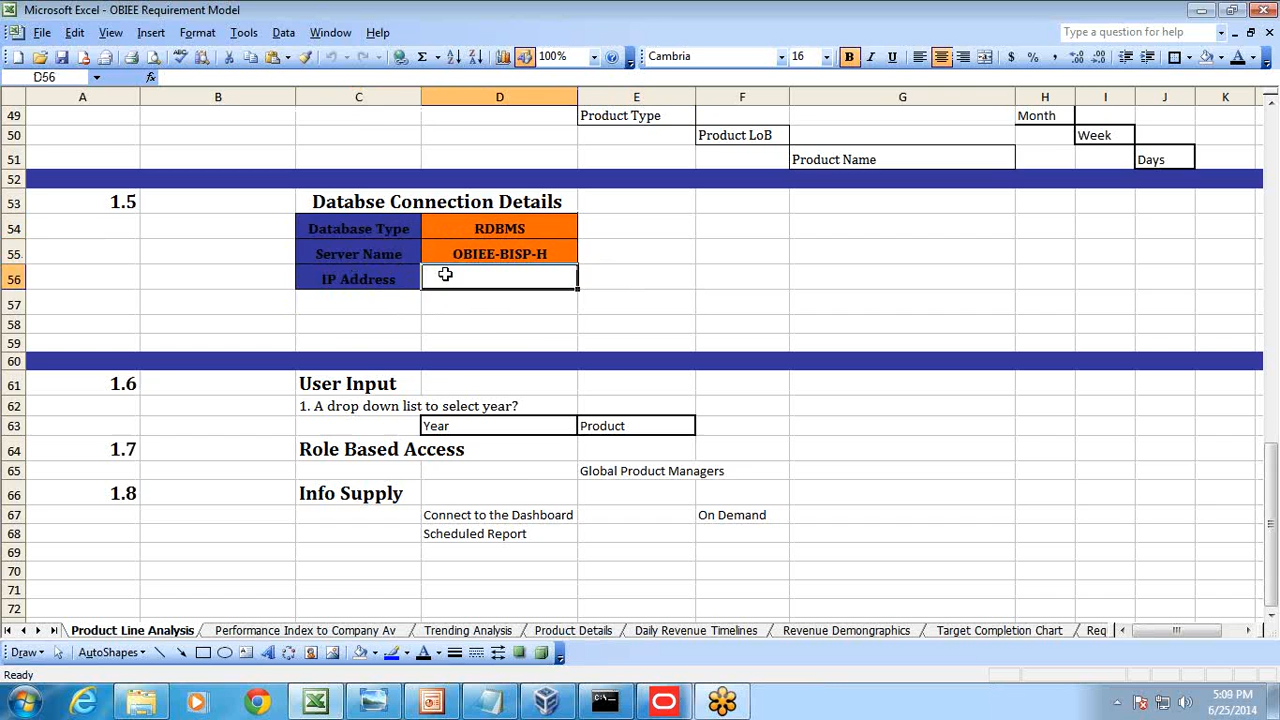 Microsoft Excel - OBIEE Requirement Model
File Edit View Insert Format Tools Data Window Help
Type a question for help
100%
Cambria
16
B I U
$ % ,
D56
fx
A B C D E F G H I J K
49 Product Type Month
50 Product LoB Week
51 Product Name Days
52
53 1.5 Databse Connection Details
54 Database Type RDBMS
55 Server Name OBIEE-BISP-H
56 IP Address
57
58
59
60
61 1.6 User Input
62 1. A drop down list to select year?
63 Year Product
64 1.7 Role Based Access
65 Global Product Managers
66 1.8 Info Supply
67 Connect to the Dashboard On Demand
68 Scheduled Report
69
70
71
72
Product Line Analysis Performance Index to Company Av Trending Analysis Product Details Daily Revenue Timelines Revenue Demographics Target Completion Chart Req
Draw AutoShapes
Ready
5:09 PM
6/25/2014